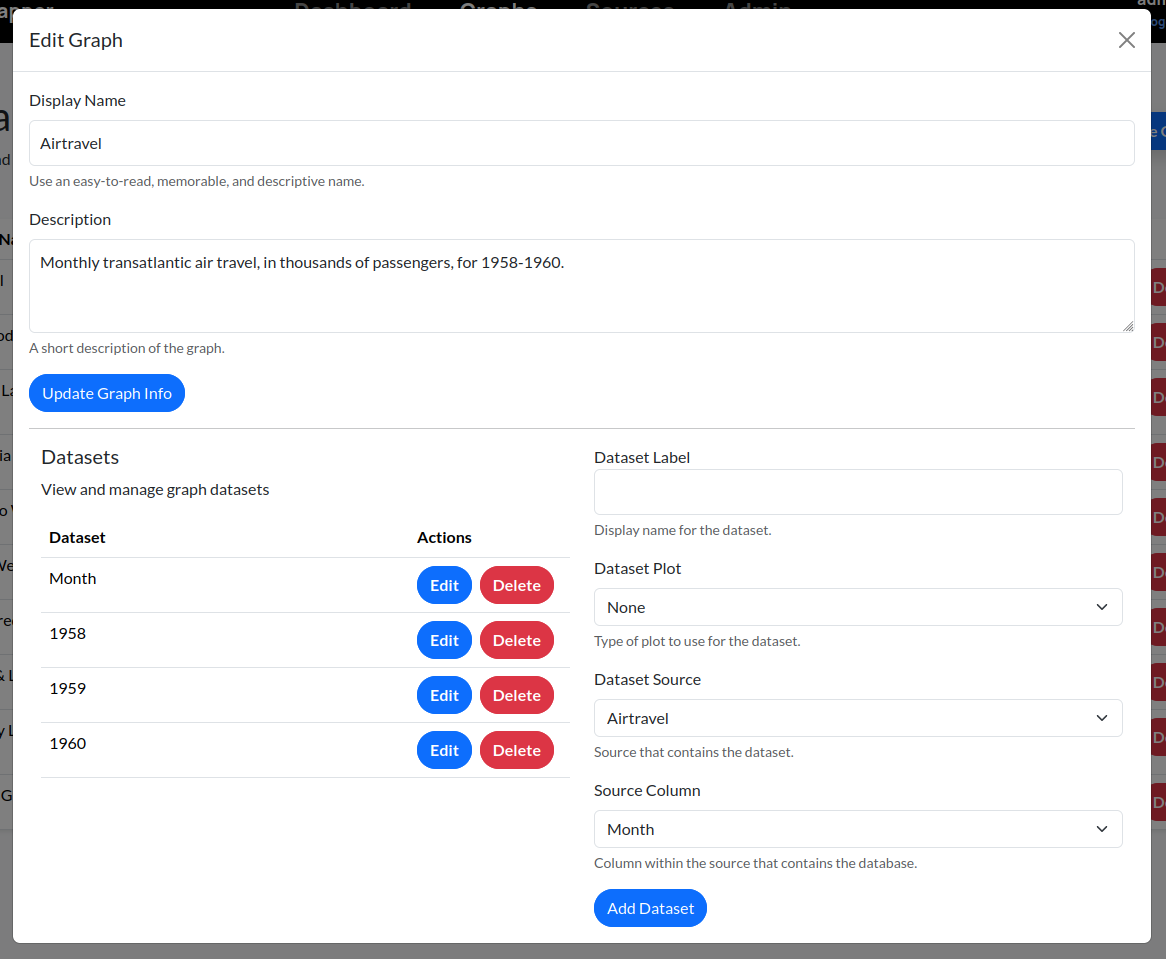 Dashboard Graphs Sources Admin
Edit Graph
Display Name
Airtravel
Use an easy-to-read, memorable, and descriptive name.
Description
Monthly transatlantic air travel, in thousands of passengers, for 1958-1960.
A short description of the graph.
Update Graph Info
Datasets
View and manage graph datasets
Dataset Actions
Month Edit Delete
1958 Edit Delete
1959 Edit Delete
1960 Edit Delete
Dataset Label
Display name for the dataset.
Dataset Plot
None
Type of plot to use for the dataset.
Dataset Source
Airtravel
Source that contains the dataset.
Source Column
Month
Column within the source that contains the database.
Add Dataset